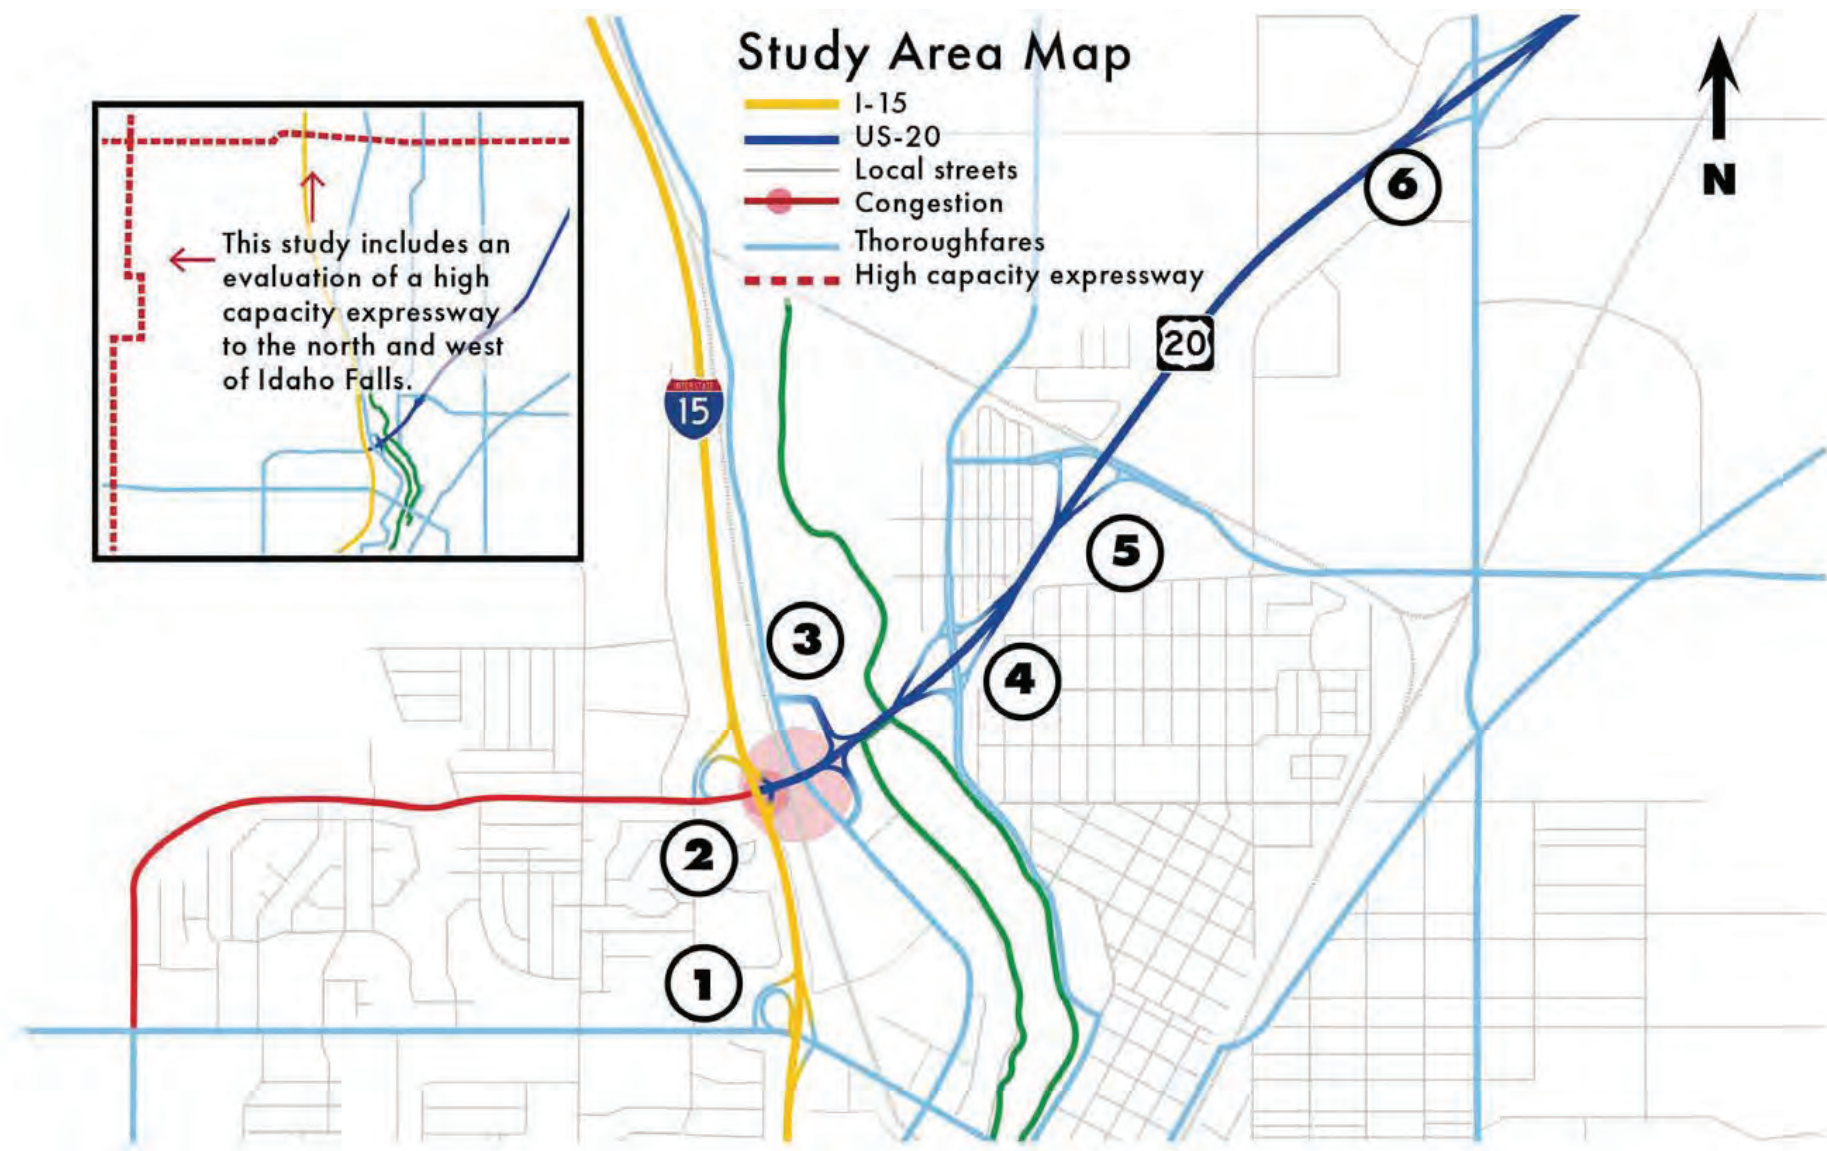 Study Area Map
I-15
US-20
Local streets
Congestion
Thoroughfares
High capacity expressway
N
This study includes an
evaluation of a high
capacity expressway
to the north and west
of Idaho Falls.
6
20
INTERSTATE
15
5
3
4
2
1